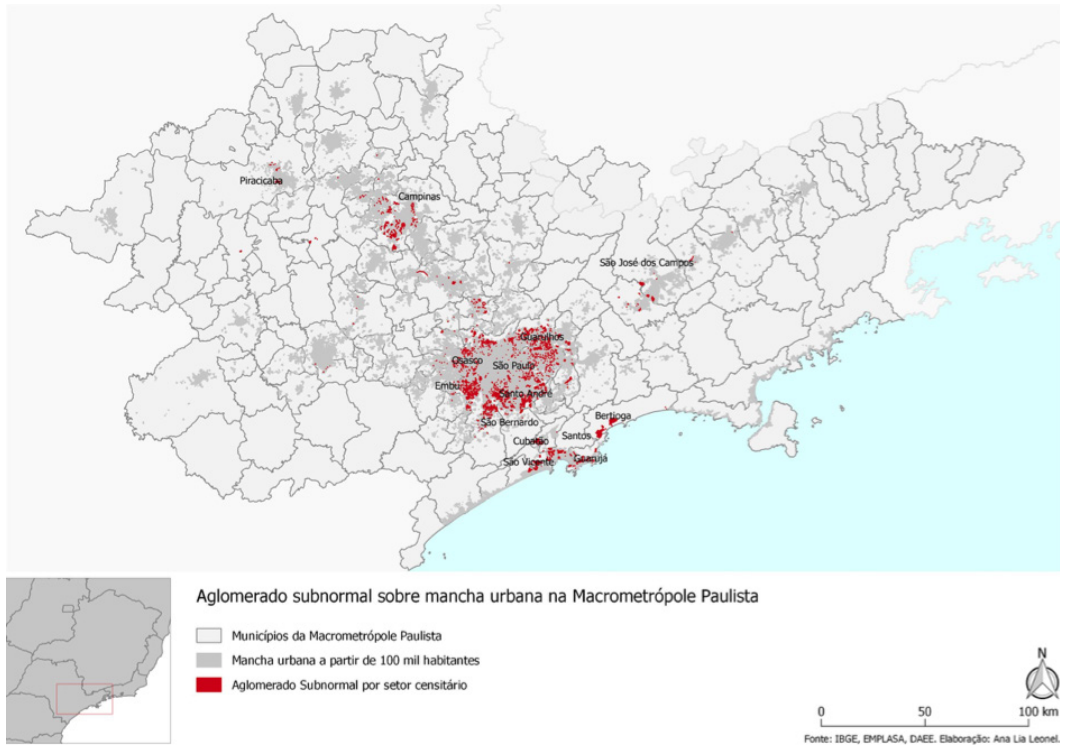 Piracicaba
Campinas
São José dos Campos
Guarulhos
Osasco
São Paulo
Embu
Santo André
São Bernardo
Bertioga
Cubatão
Santos
São Vicente
Guarujá
Aglomerado subnormal sobre mancha urbana na Macrometrópole Paulista
Municípios da Macrometrópole Paulista
Mancha urbana a partir de 100 mil habitantes
Aglomerado Subnormal por setor censitário
N
0 50 100 km
Fonte: IBGE, EMPLASA, DAEE. Elaboração: Ana Lia Leonel.